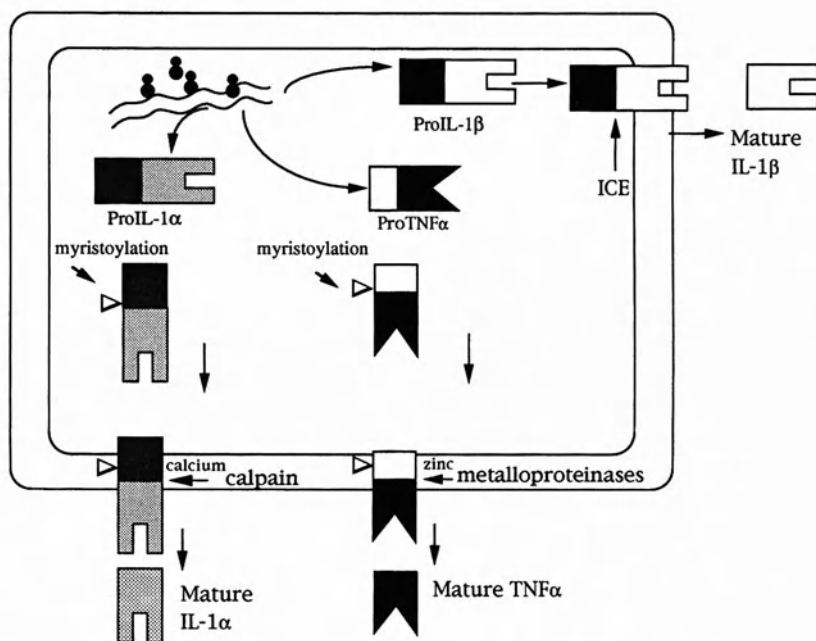 ProIL-1β
Mature
IL-1β
ICE
ProIL-1α
ProTNFα
myristoylation
myristoylation
calcium
calpain
zinc
metalloproteinases
Mature
IL-1α
Mature TNFα